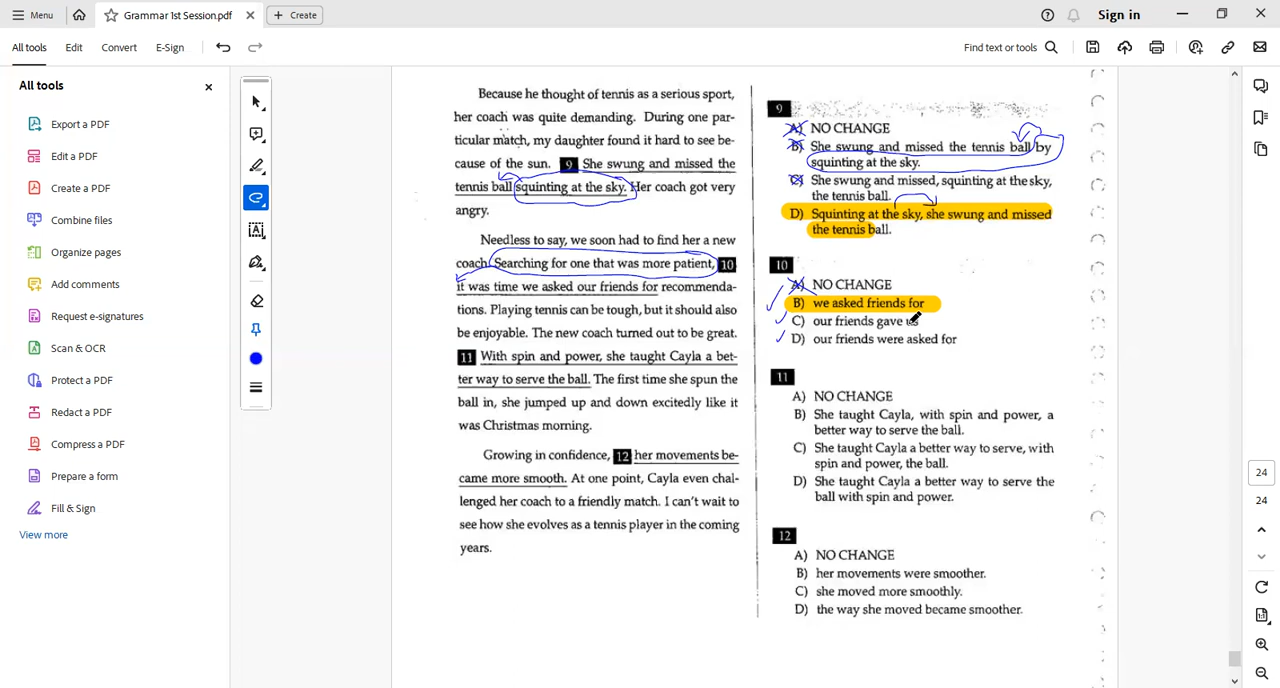 Menu
Grammar 1st Session.pdf
Create
Sign in
All tools
Edit
Convert
E-Sign
Find text or tools
All tools
Export a PDF
Edit a PDF
Create a PDF
Combine files
Organize pages
Add comments
Request e-signatures
Scan & OCR
Protect a PDF
Redact a PDF
Compress a PDF
Prepare a form
Fill & Sign
View more
Because he thought of tennis as a serious sport,
her coach was quite demanding. During one par-
ticular match, my daughter found it hard to see be-
cause of the sun. 9 She swung and missed the
tennis ball squinting at the sky. Her coach got very
angry.
Needless to say, we soon had to find her a new
coach. Searching for one that was more patient, 10
it was time we asked our friends for recommenda-
tions. Playing tennis can be tough, but it should also
be enjoyable. The new coach turned out to be great.
11 With spin and power, she taught Cayla a bet-
ter way to serve the ball. The first time she spun the
ball in, she jumped up and down excitedly like it
was Christmas morning.
Growing in confidence, 12 her movements be-
came more smooth. At one point, Cayla even chal-
lenged her coach to a friendly match. I can't wait to
see how she evolves as a tennis player in the coming
years.
9
A) NO CHANGE
B) She swung and missed the tennis ball by
squinting at the sky.
C) She swung and missed, squinting at the sky,
the tennis ball.
D) Squinting at the sky, she swung and missed
the tennis ball.
10
A) NO CHANGE
B) we asked friends for
C) our friends gave us
D) our friends were asked for
11
A) NO CHANGE
B) She taught Cayla, with spin and power, a
better way to serve the ball.
C) She taught Cayla a better way to serve, with
spin and power, the ball.
D) She taught Cayla a better way to serve the
ball with spin and power.
12
A) NO CHANGE
B) her movements were smoother.
C) she moved more smoothly.
D) the way she moved became smoother.
24
24